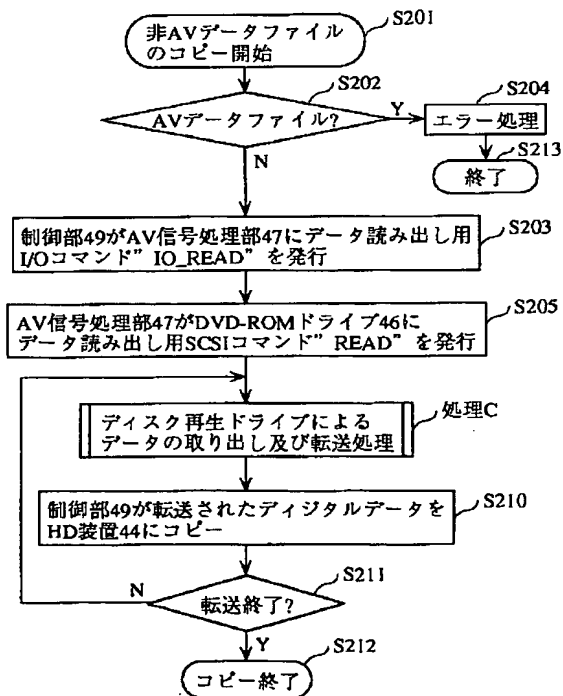 非AVデータファイル
のコピー開始
S201
S202
AVデータファイル?
Y
S204
エラー処理
S213
終了
N
制御部49がAV信号処理部47にデータ読み出し用
I/Oコマンド”IO_READ”を発行
S203
AV信号処理部47がDVD-ROMドライブ46に
データ読み出し用SCSIコマンド”READ”を発行
S205
ディスク再生ドライブによる
データの取り出し及び転送処理
処理C
制御部49が転送されたディジタルデータを
HD装置44にコピー
S210
N
転送終了?
S211
Y
コピー終了
S212